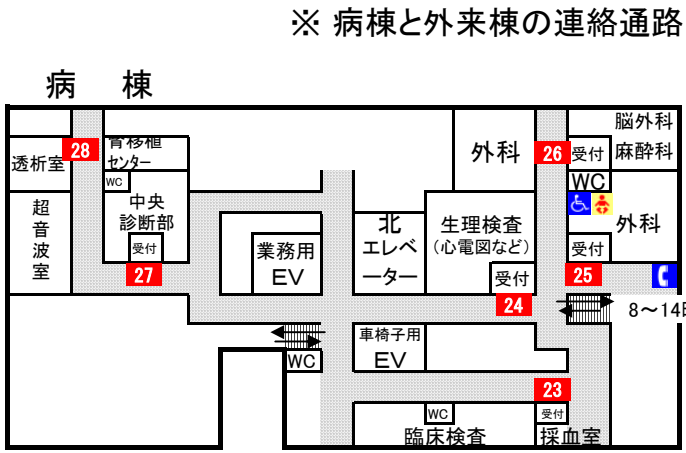 ※ 病棟と外来棟の連絡通路
病 棟
脳外科
28
骨移植
センター
透析室
外科
26
受付
麻酔科
WC
WC
中央
診断部
超音波室
北
エレベ
ーター
生理検査
(心電図など)
外科
受付
業務用
EV
受付
27
受付
25
24
8～14
車椅子用
EV
WC
23
WC
受付
臨床検査
採血室